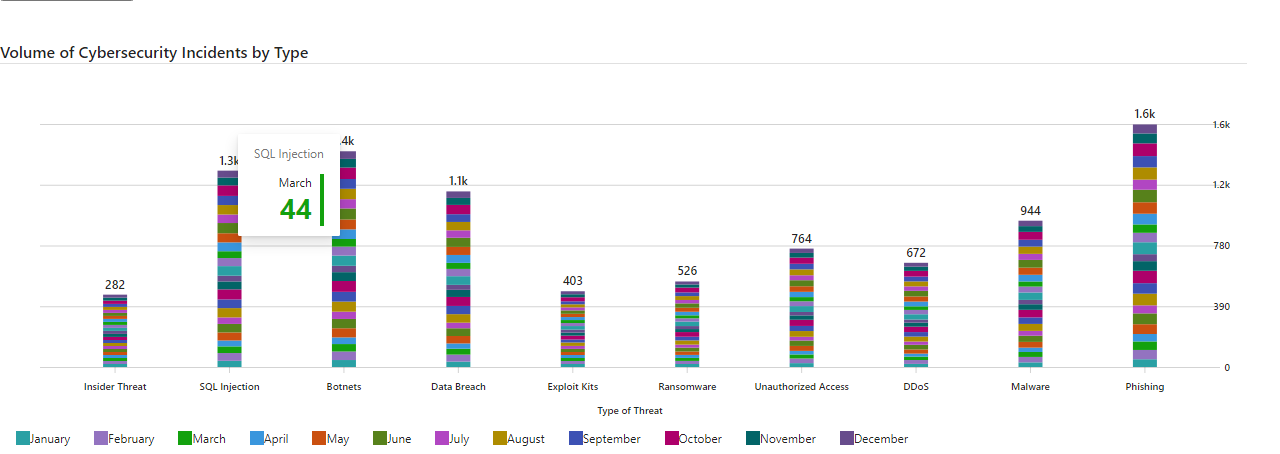 Volume of Cybersecurity Incidents by Type
1.6k
1.6k
SQL Injection
March
44
1.3k
.4k
1.1k
1.2k
944
764
780
672
526
403
282
390
0
Insider Threat
SQL Injection
Botnets
Data Breach
Exploit Kits
Ransomware
Unauthorized Access
DDoS
Malware
Phishing
Type of Threat
January
February
March
April
May
June
July
August
September
October
November
December